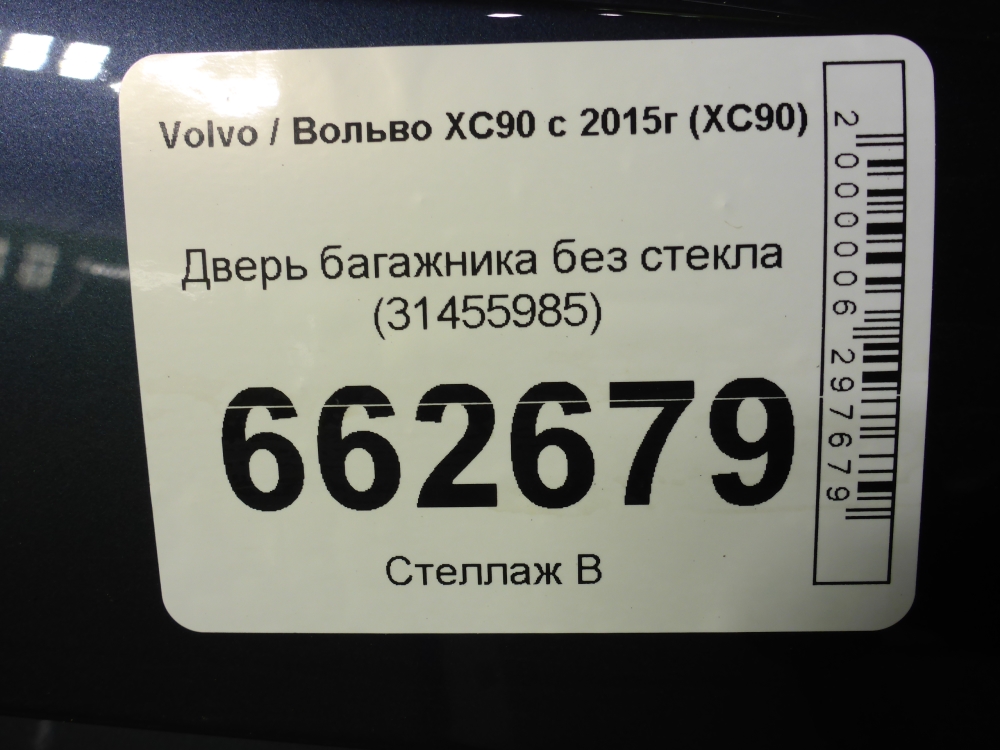 Volvo / Вольво XC90 с 2015г (XC90)
Дверь багажника без стекла
(31455985)
662679
Стеллаж В
2000006297679